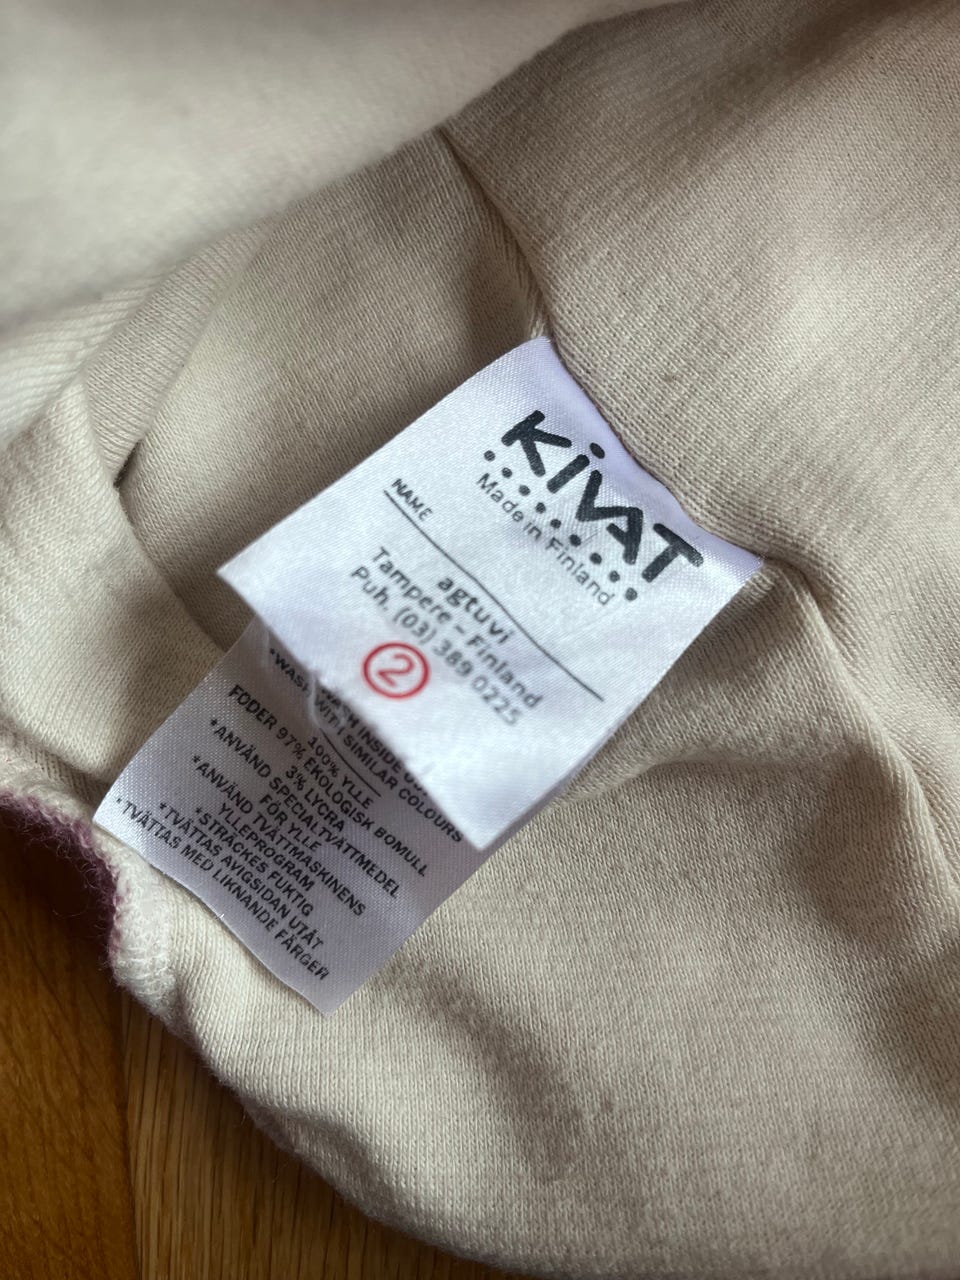 KiVAT
Made in Finland
NAME
agtuvi
Tampere – Finland
Puh. (03) 389 0225
2
WASH INSIDE
*WASH WITH SIMILAR COLOURS
100% YLLE
FODER 97% EKOLOGISK BOMULL
3% LYCRA
*ANVÄND SPECIALTVÄTTMEDEL
FÖR YLLE
*ANVÄND TVÄTTMASKINENS
YLLEPROGRAM
*STRÄCKES FUKTIG
*TVÄTTAS AVIGSIDAN UTÅT
*TVÄTTAS MED LIKNANDE FÄRGER